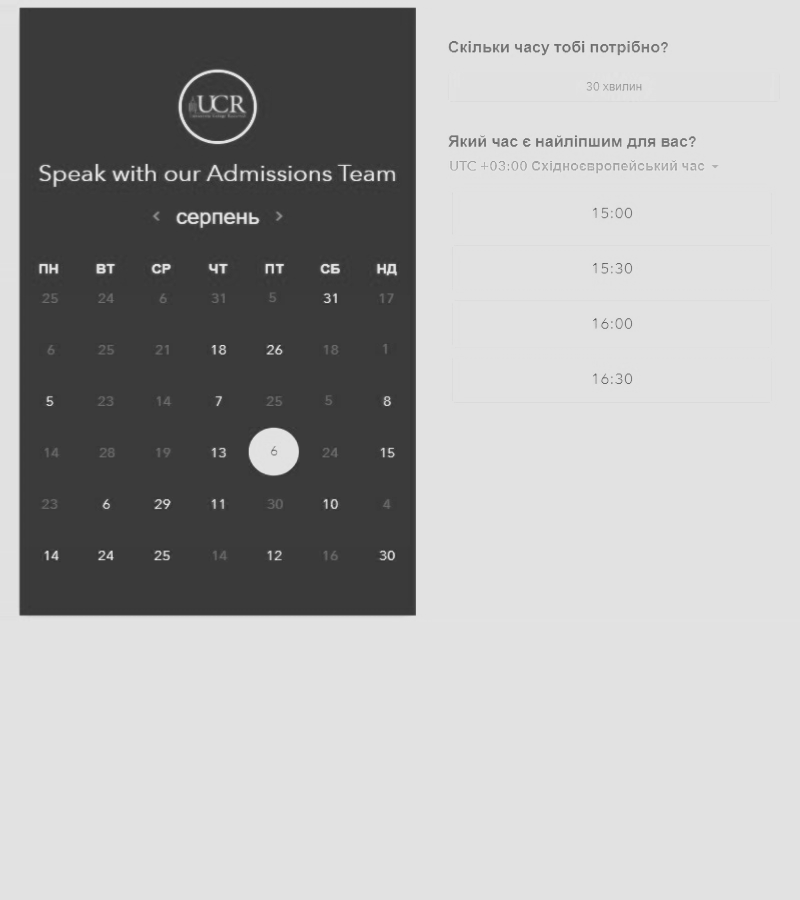 UCR
Speak with our Admissions Team
серпень
ПН ВТ СР ЧТ ПТ СБ НД
25 24 6 31 5 31 17
6 25 21 18 26 18 1
5 23 14 7 25 5 8
14 28 19 13 6 24 15
23 6 29 11 30 10 4
14 24 25 14 12 16 30
Скільки часу тобі потрібно?
30 хвилин
Який час є найліпшим для вас?
UTC +03:00 Східноєвропейський час
15:00
15:30
16:00
16:30